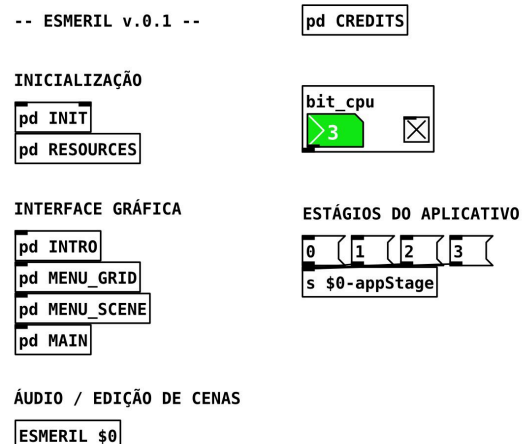 -- ESMERIL v.0.1 --
pd CREDITS
INICIALIZAÇÃO
pd INIT
pd RESOURCES
bit_cpu
3
INTERFACE GRÁFICA
pd INTRO
pd MENU_GRID
pd MENU_SCENE
pd MAIN
ESTÁGIOS DO APLICATIVO
0 1 2 3
s $0-appStage
ÁUDIO / EDIÇÃO DE CENAS
ESMERIL $0